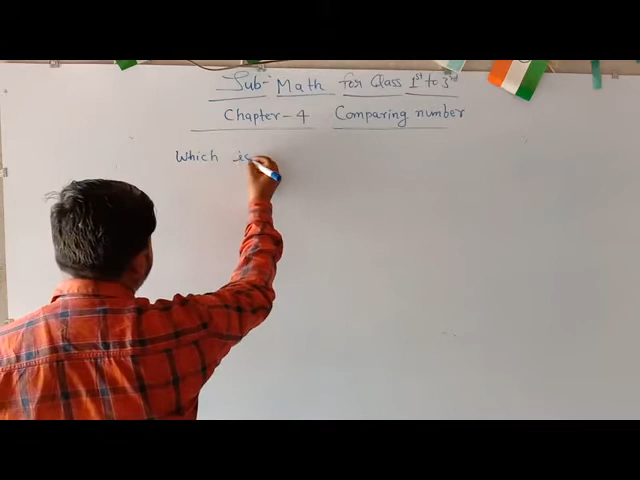 Sub- Math for Class 1st to 3rd
Chapter-4 Comparing number
Which is